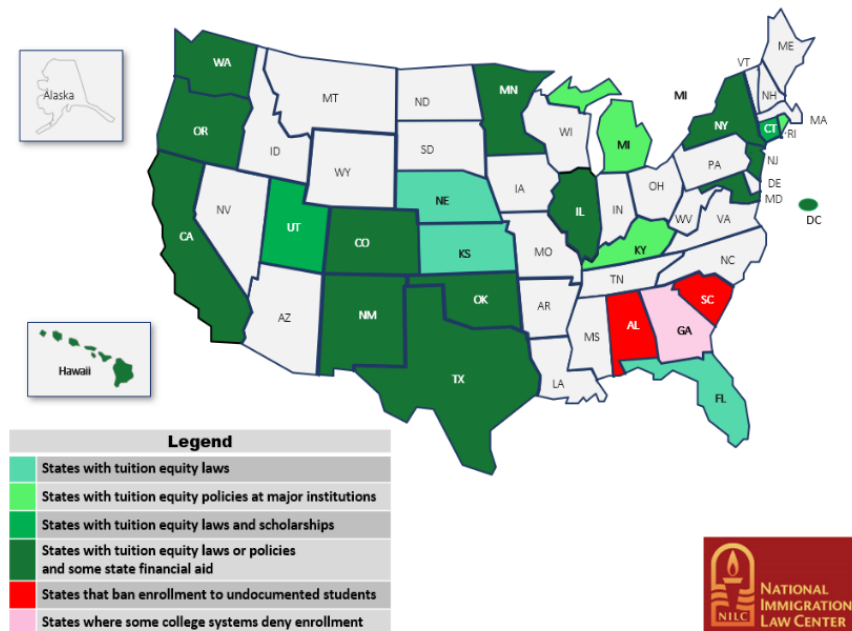 ME
WA
VT
Alaska
MT
ND
MN
MI
NH
OR
MA
ID
WI
NY
CT
RI
SD
MI
WY
PA
NJ
IA
OH
DE
NE
MD
NV
IN
IL
WV
VA
UT
DC
CA
CO
KS
MO
KY
NC
TN
OK
SC
AZ
NM
AR
AL
GA
MS
Hawaii
TX
LA
FL
Legend
States with tuition equity laws
States with tuition equity policies at major institutions
States with tuition equity laws and scholarships
States with tuition equity laws or policies
and some state financial aid
States that ban enrollment to undocumented students
States where some college systems deny enrollment
NILC
NATIONAL
IMMIGRATION
LAW CENTER